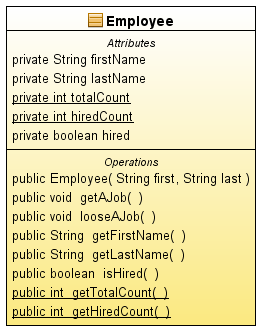 Employee
Attributes
private String firstName
private String lastName
private int totalCount
private int hiredCount
private boolean hired
Operations
public Employee( String first, String last )
public void getAJob( )
public void looseAJob( )
public String getFirstName( )
public String getLastName( )
public boolean isHired( )
public int getTotalCount( )
public int getHiredCount( )